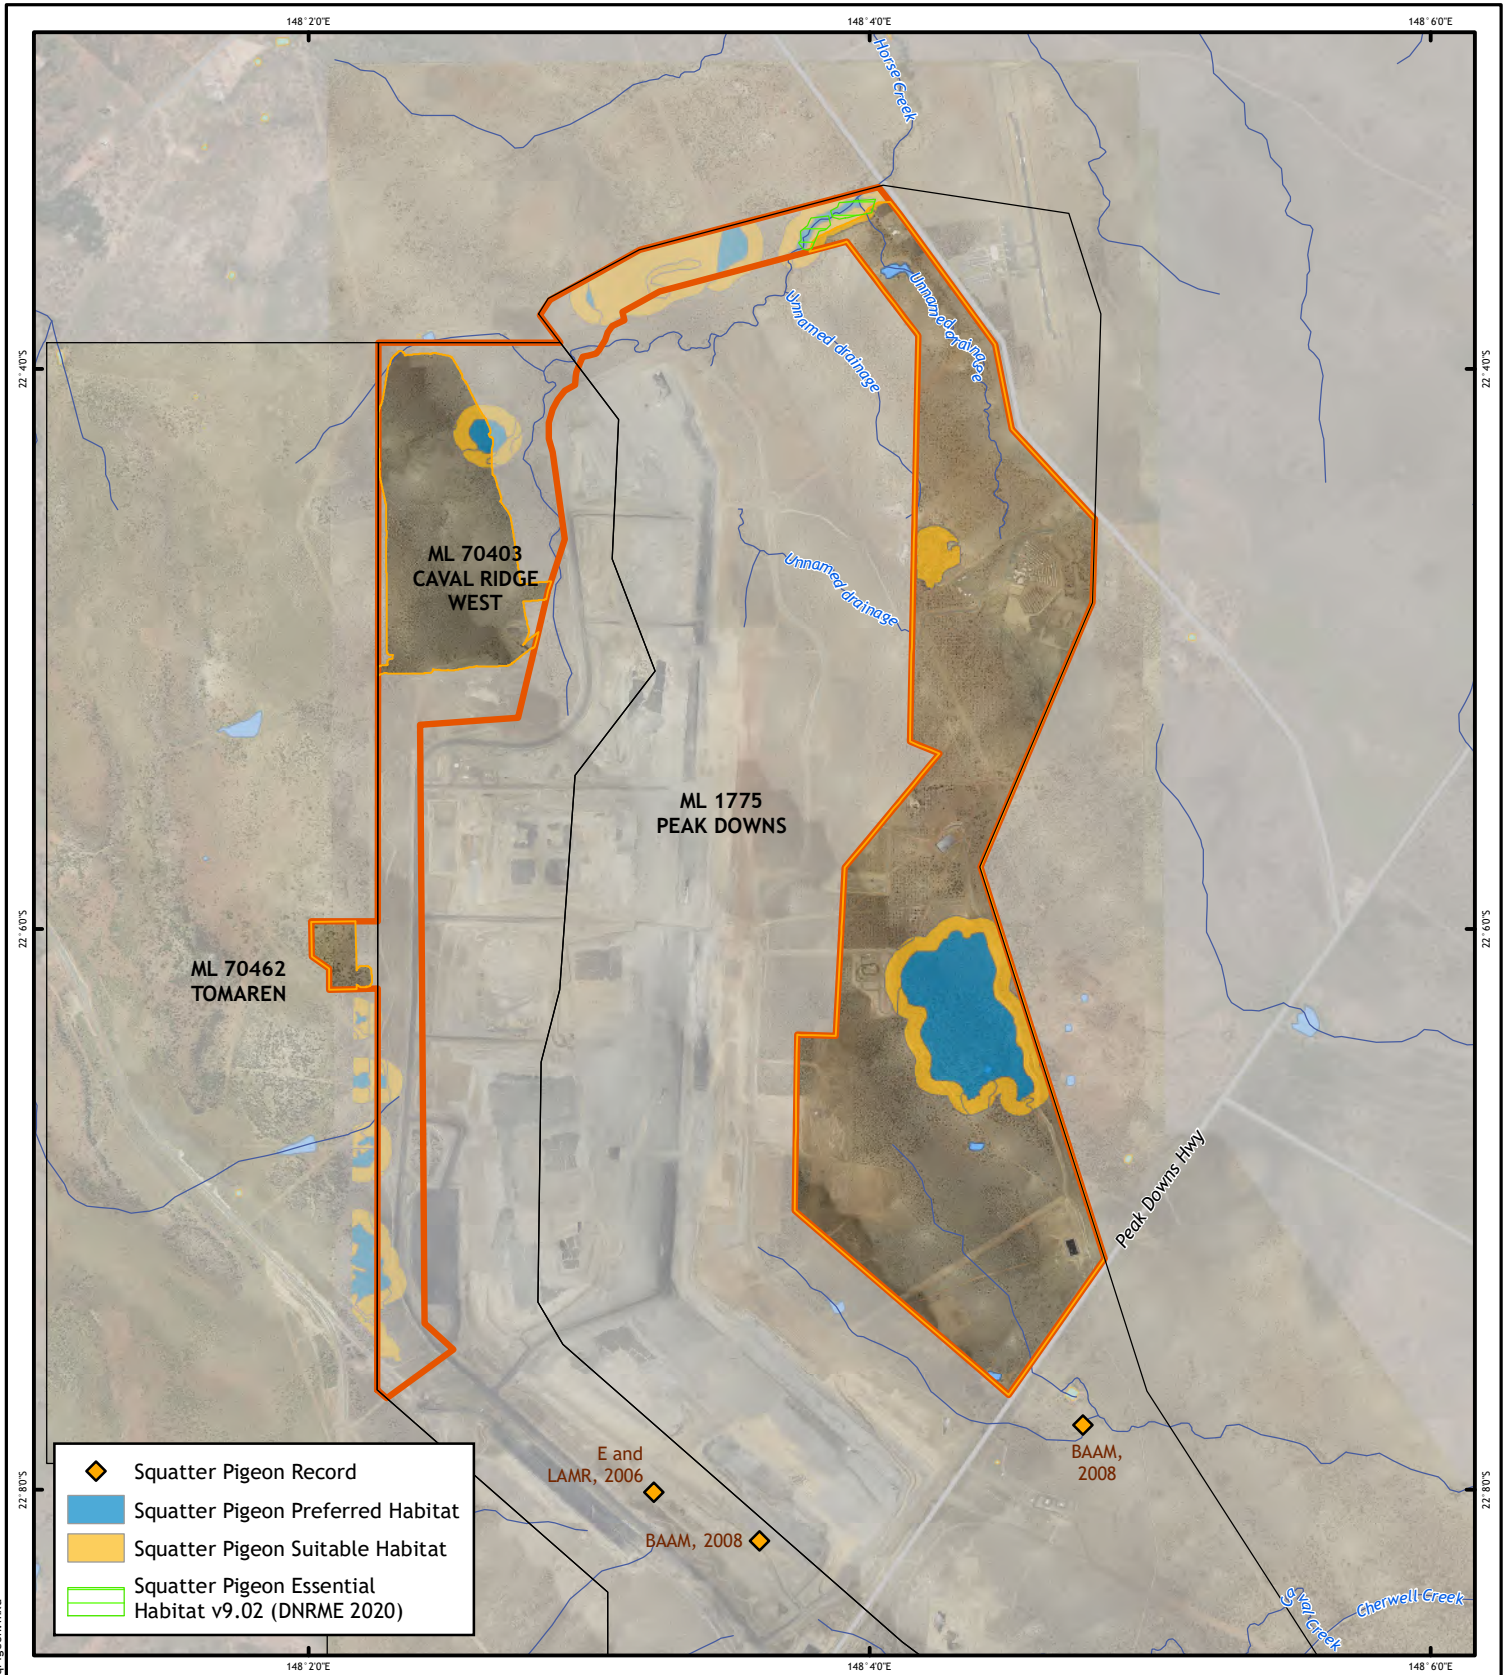 148°2'0"E
148°4'0"E
148°6'0"E
Horse Creek
Unnamed drainage
Unnamed drainage
22°4'0"S
22°4'0"S
ML 70403
CAVAL RIDGE
WEST
Unnamed drainage
ML 1775
PEAK DOWNS
22°6'0"S
22°6'0"S
ML 70462
TOMAREN
Peak Downs Hwy
E and
LAMR, 2006
BAAM,
2008
BAAM, 2008
22°8'0"S
22°8'0"S
Squatter Pigeon Record
Squatter Pigeon Preferred Habitat
Squatter Pigeon Suitable Habitat
Squatter Pigeon Essential
Habitat v9.02 (DNRME 2020)
Caval Creek
Cherwell Creek
148°2'0"E
148°4'0"E
148°6'0"E